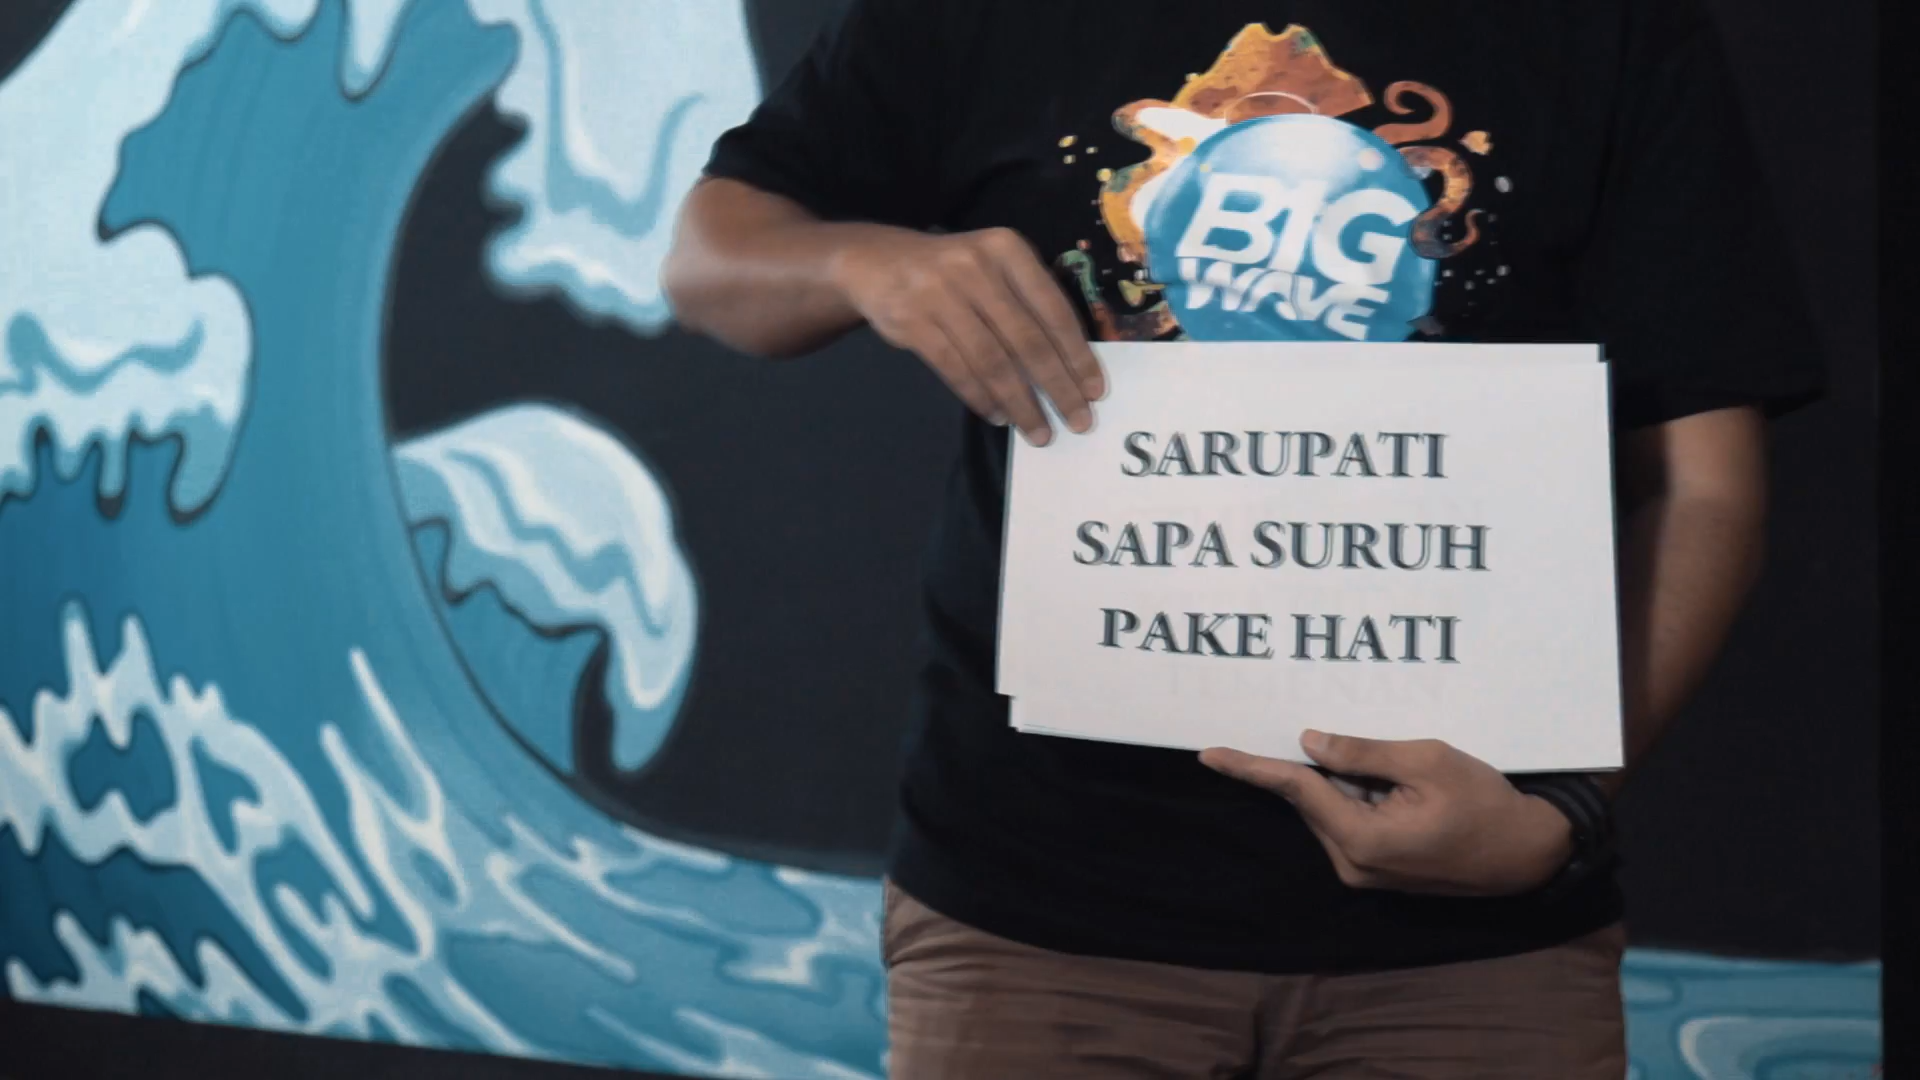 BIG
WAVE
SARUPATI
SAPA SURUH
PAKE HATI